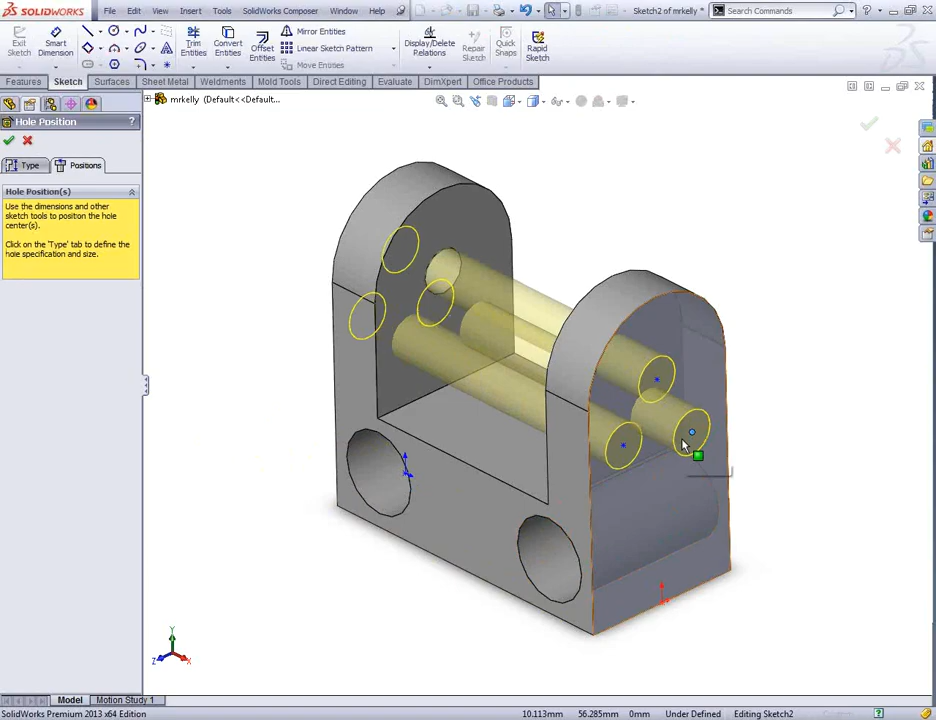 SOLIDWORKS File Edit View Insert Tools SolidWorks Composer Window Help Sketch2 of mrkelly Search Commands
Exit Sketch Smart Dimension Trim Entities Convert Entities Offset Entities Mirror Entities Linear Sketch Pattern Move Entities Display/Delete Relations Repair Sketch Quick Snaps Rapid Sketch
Features Sketch Surfaces Sheet Metal Weldments Mold Tools Direct Editing Evaluate DimXpert Office Products
mrkelly (Default<<Default...
Hole Position ?
Type Positions
Hole Position(s)
Use the dimensions and other
sketch tools to position the hole
center(s).
Click on the 'Type' tab to define the
hole specification and size.
Y
Z X
Model Motion Study 1
SolidWorks Premium 2013 x64 Edition 10.113mm 56.285mm 0mm Under Defined Editing Sketch2